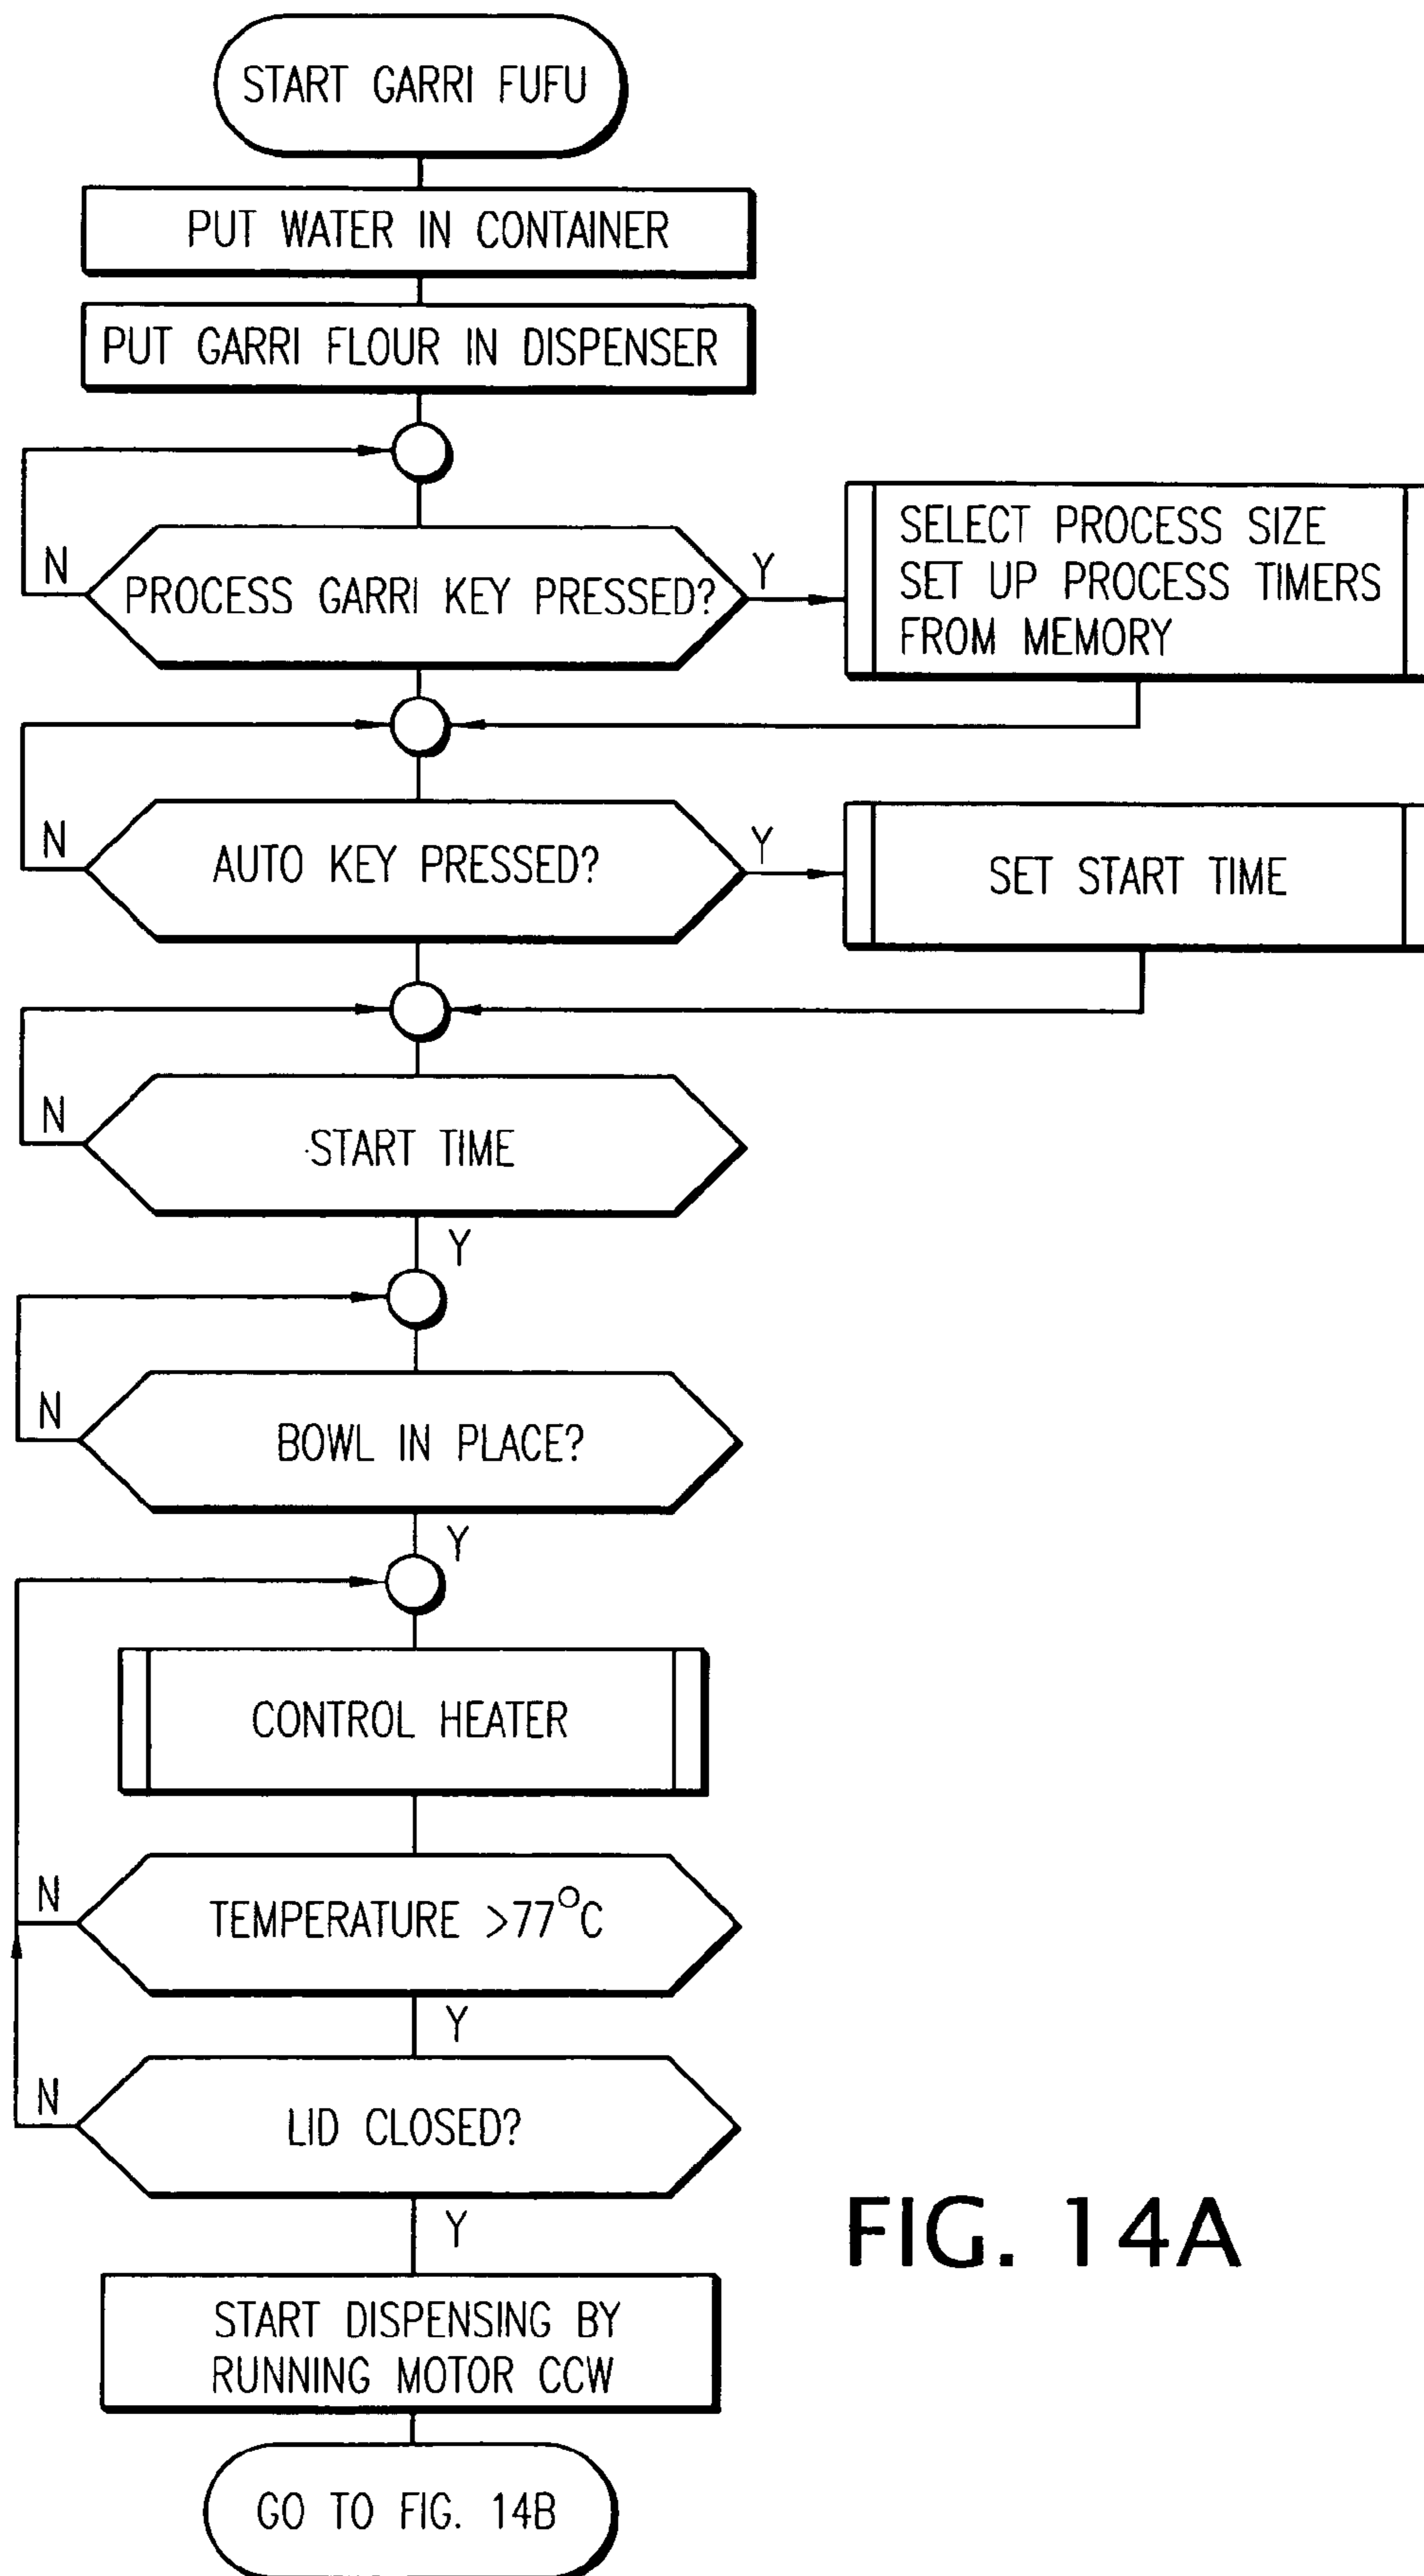 START GARRI FUFU
PUT WATER IN CONTAINER
PUT GARRI FLOUR IN DISPENSER
N
PROCESS GARRI KEY PRESSED?
Y
SELECT PROCESS SIZE
SET UP PROCESS TIMERS
FROM MEMORY
N
AUTO KEY PRESSED?
Y
SET START TIME
N
START TIME
Y
N
BOWL IN PLACE?
Y
CONTROL HEATER
N
TEMPERATURE >77°C
Y
N
LID CLOSED?
Y
START DISPENSING BY
RUNNING MOTOR CCW
GO TO FIG. 14B
FIG. 14A